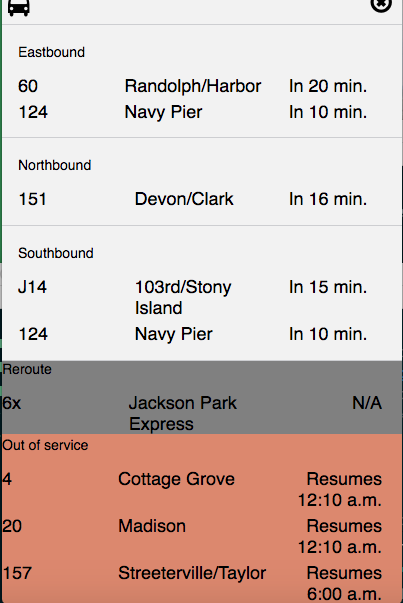 Eastbound
60 Randolph/Harbor In 20 min.
124 Navy Pier In 10 min.
Northbound
151 Devon/Clark In 16 min.
Southbound
J14 103rd/Stony In 15 min.
Island
124 Navy Pier In 10 min.
Reroute
6x Jackson Park N/A
Express
Out of service
4 Cottage Grove Resumes
12:10 a.m.
20 Madison Resumes
12:10 a.m.
157 Streeterville/Taylor Resumes
6:00 a.m.